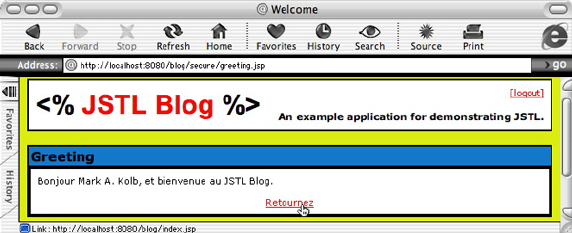 @ Welcome
Back Forward Stop Refresh Home Favorites History Search Source Print
Address: @ http://localhost:8080/blog/secure/greeting.jsp go
Favorites
History
<% JSTL Blog %>
[logout]
An example application for demonstrating JSTL.
Greeting
Bonjour Mark A. Kolb, et bienvenue au JSTL Blog.
Retournez
Link: http://localhost:8080/blog/index.jsp